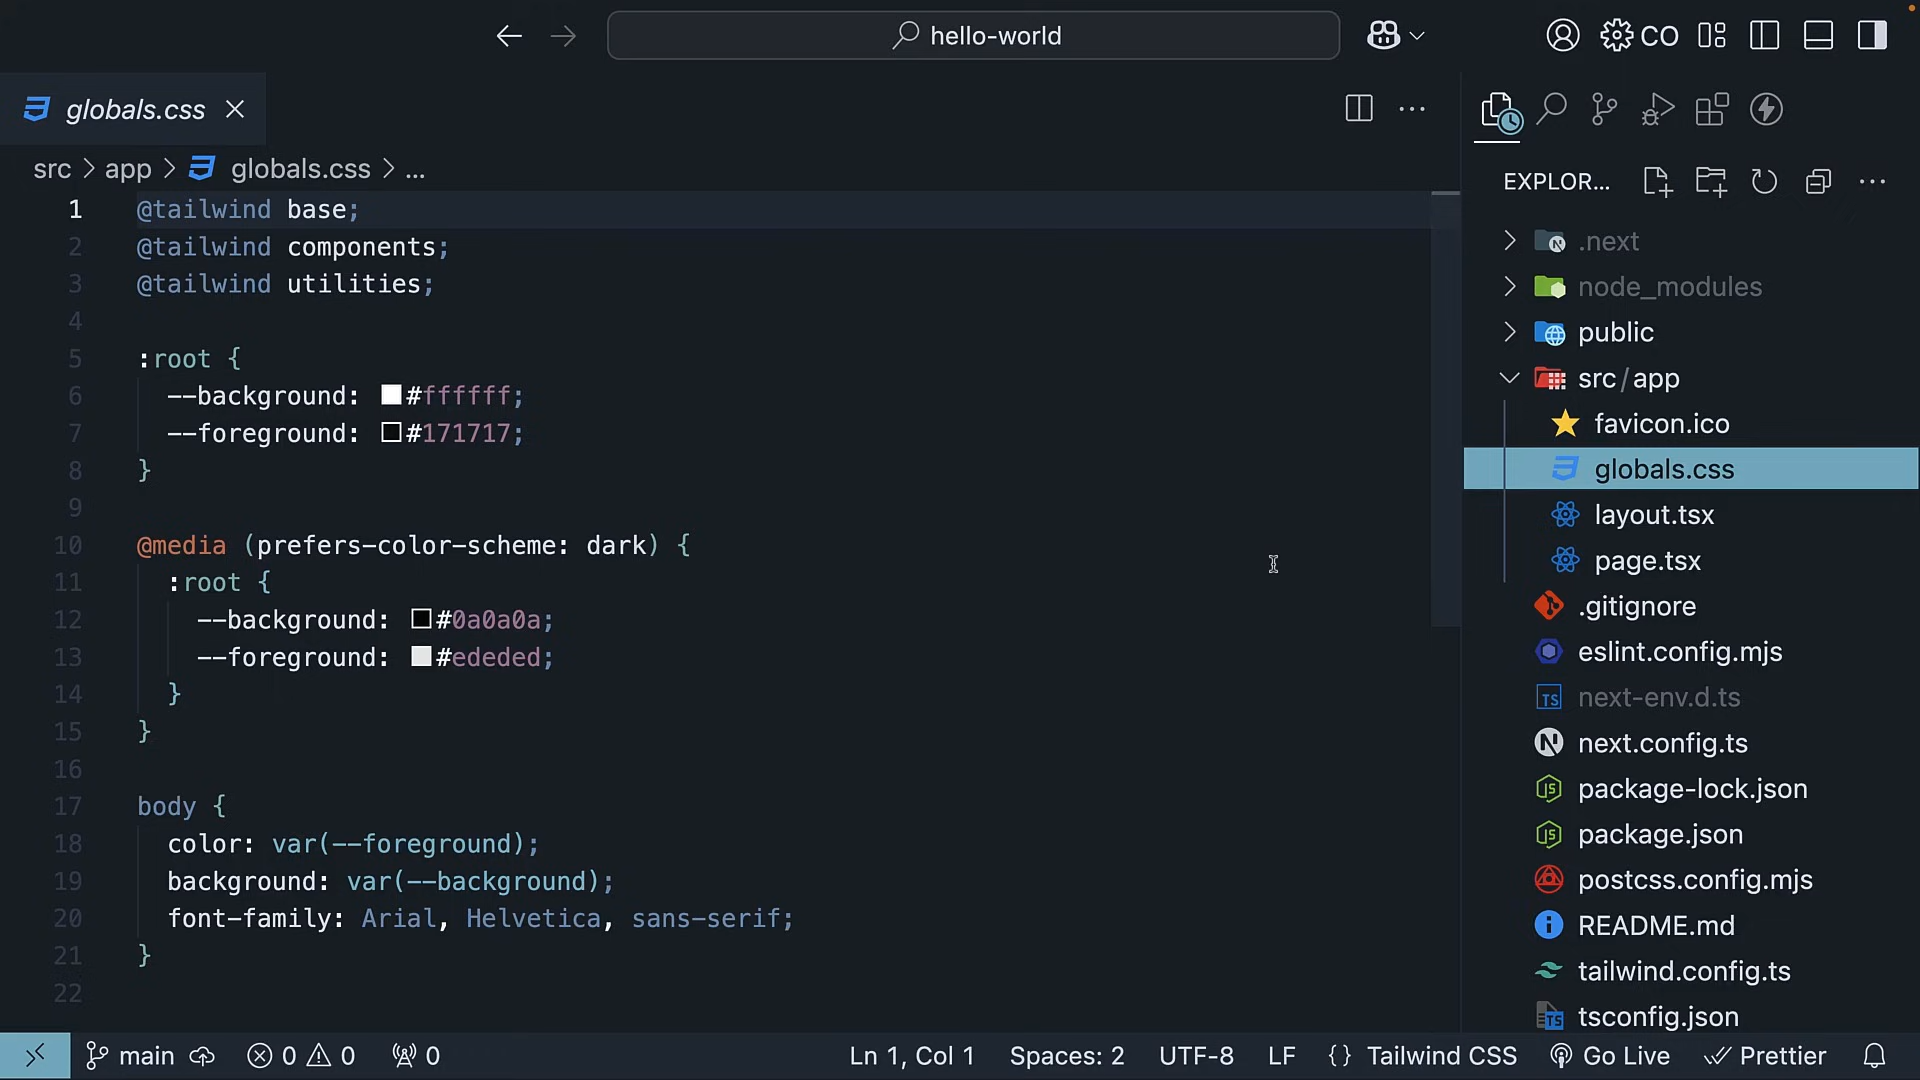 hello-world
CO
globals.css
src > app > globals.css > ...
1 @tailwind base;
2 @tailwind components;
3 @tailwind utilities;
4
5 :root {
6 --background: #ffffff;
7 --foreground: #171717;
8 }
9
10 @media (prefers-color-scheme: dark) {
11 :root {
12 --background: #0a0a0a;
13 --foreground: #ededed;
14 }
15 }
16
17 body {
18 color: var(--foreground);
19 background: var(--background);
20 font-family: Arial, Helvetica, sans-serif;
21 }
22
EXPLOR...
.next
node_modules
public
src/app
favicon.ico
globals.css
layout.tsx
page.tsx
.gitignore
eslint.config.mjs
next-env.d.ts
next.config.ts
package-lock.json
package.json
postcss.config.mjs
README.md
tailwind.config.ts
tsconfig.json
main 0 0 0 Ln 1, Col 1 Spaces: 2 UTF-8 LF {} Tailwind CSS Go Live Prettier